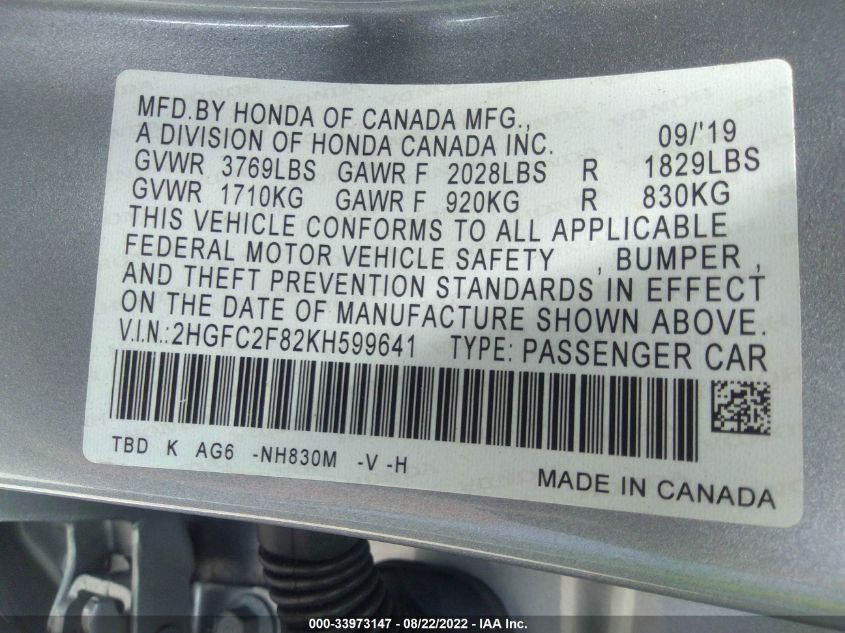 MFD.BY HONDA OF CANADA MFG.,
A DIVISION OF HONDA CANADA INC. 09/'19
GVWR 3769LBS GAWR F 2028LBS R 1829LBS
GVWR 1710KG GAWR F 920KG R 830KG
THIS VEHICLE CONFORMS TO ALL APPLICABLE
FEDERAL MOTOR VEHICLE SAFETY , BUMPER ,
AND THEFT PREVENTION STANDARDS IN EFFECT
ON THE DATE OF MANUFACTURE SHOWN ABOVE.
V.I.N.:2HGFC2F82KH599641 TYPE: PASSENGER CAR
TBD K AG6 -NH830M -V -H
MADE IN CANADA
000-33973147 - 08/22/2022 - IAA Inc.